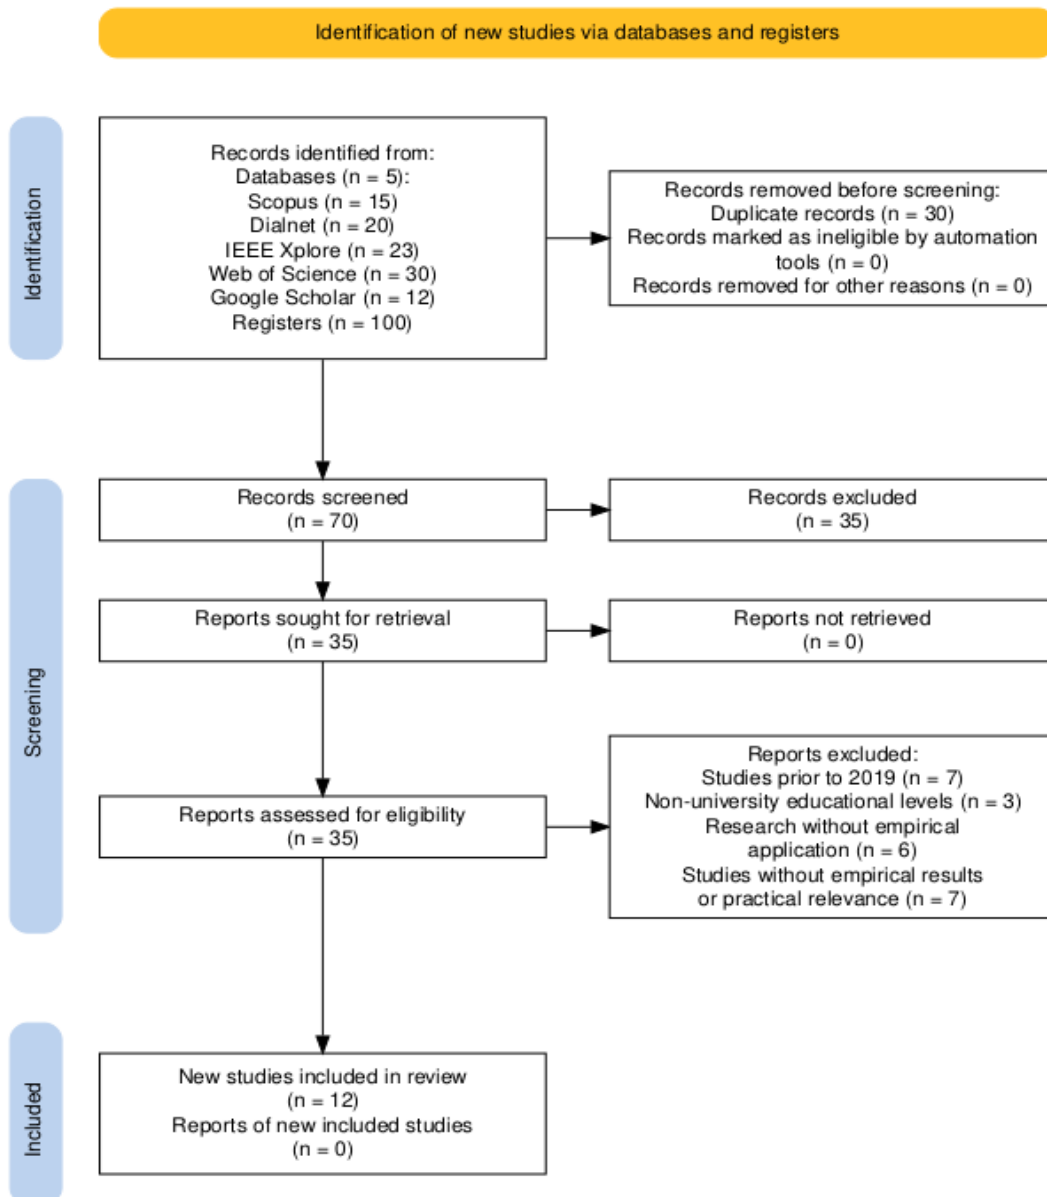 Identification of new studies via databases and registers
Identification
Records identified from:
Databases (n = 5):
Scopus (n = 15)
Dialnet (n = 20)
IEEE Xplore (n = 23)
Web of Science (n = 30)
Google Scholar (n = 12)
Registers (n = 100)
Records removed before screening:
Duplicate records (n = 30)
Records marked as ineligible by automation
tools (n = 0)
Records removed for other reasons (n = 0)
Screening
Records screened
(n = 70)
Records excluded
(n = 35)
Reports sought for retrieval
(n = 35)
Reports not retrieved
(n = 0)
Reports assessed for eligibility
(n = 35)
Reports excluded:
Studies prior to 2019 (n = 7)
Non-university educational levels (n = 3)
Research without empirical
application (n = 6)
Studies without empirical results
or practical relevance (n = 7)
Included
New studies included in review
(n = 12)
Reports of new included studies
(n = 0)